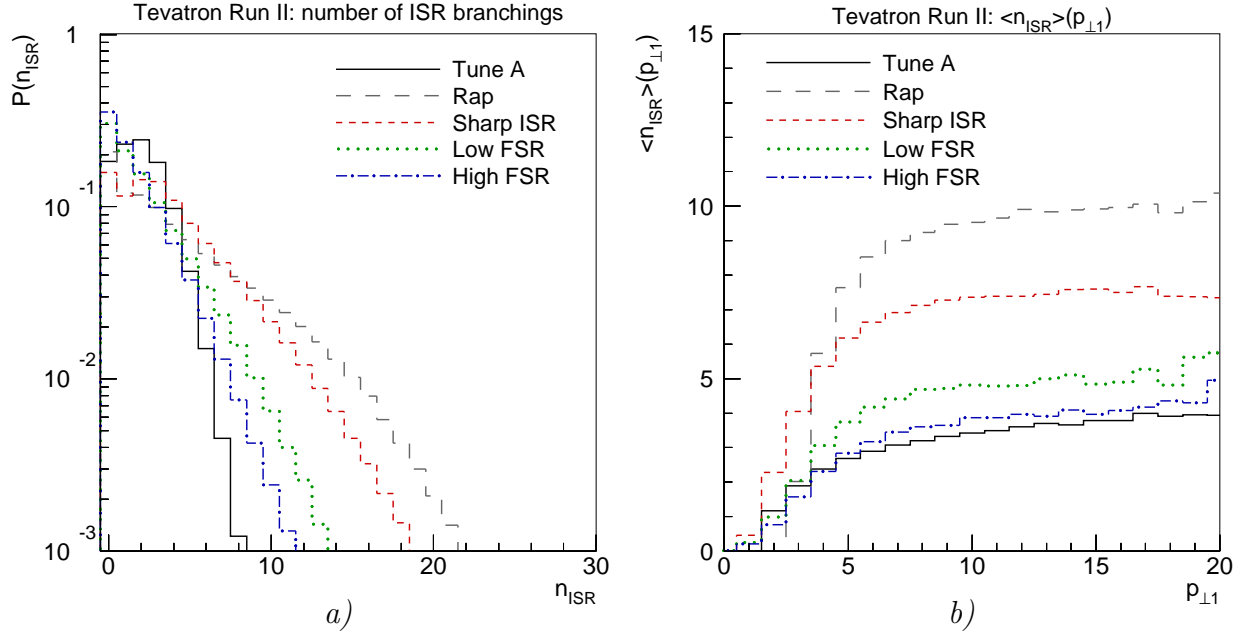 Tevatron Run II: number of ISR branchings
P(n_ISR)
1
10^-1
10^-2
10^-3
Tune A
Rap
Sharp ISR
Low FSR
High FSR
0 10 20 30
n_ISR
a)
Tevatron Run II: <n_ISR>(p_⊥1)
<n_ISR>(p_⊥1)
15
10
5
0
Tune A
Rap
Sharp ISR
Low FSR
High FSR
0 5 10 15 20
p_⊥1
b)